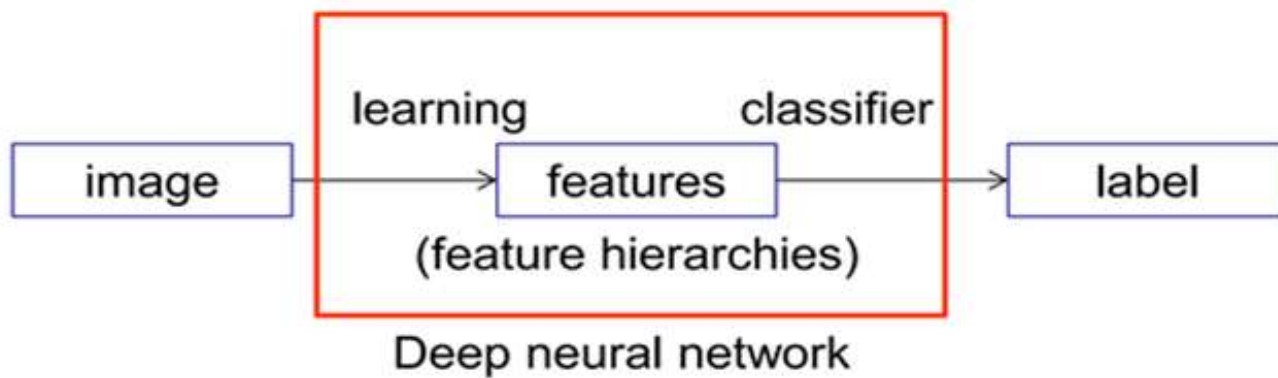 learning classifier
image features label
(feature hierarchies)
Deep neural network